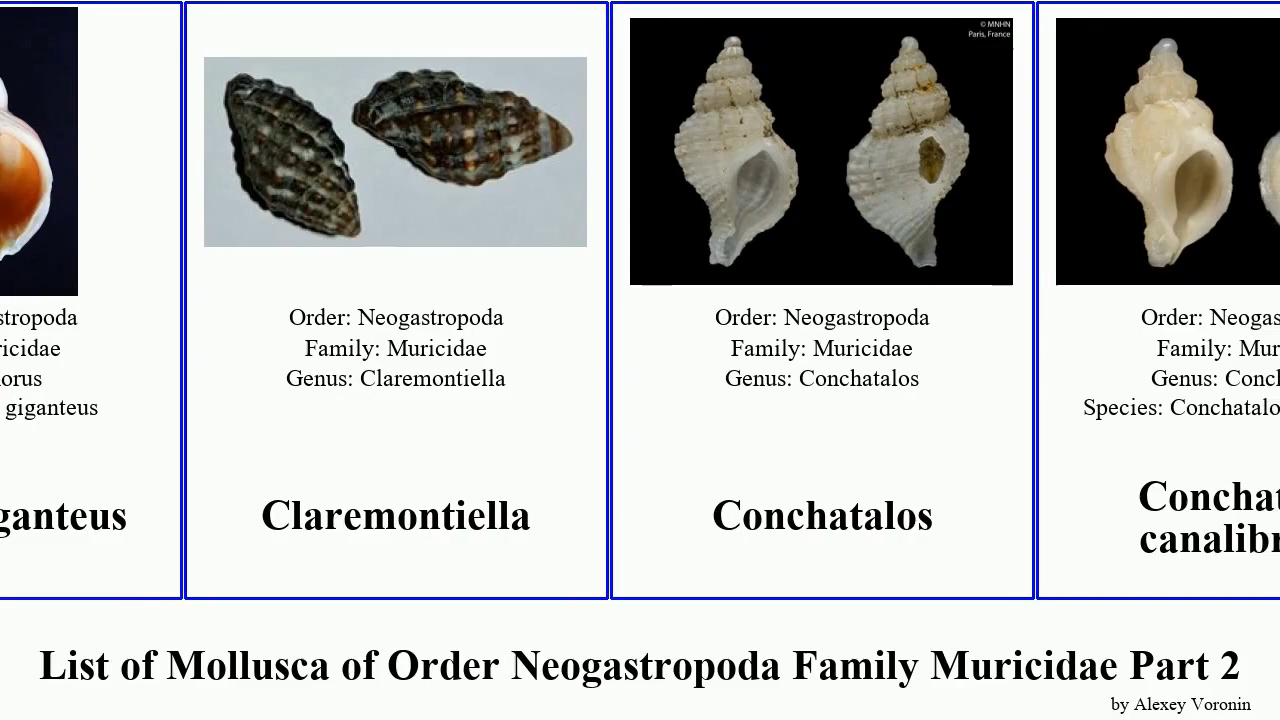 © MNHN
Paris, France
stropoda
ricidae
orus
giganteus
ganteus
Order: Neogastropoda
Family: Muricidae
Genus: Claremontiella
Claremontiella
Order: Neogastropoda
Family: Muricidae
Genus: Conchatalos
Conchatalos
Order: Neogas
Family: Mur
Genus: Concl
Species: Conchatalo
Conchat
canalibr
List of Mollusca of Order Neogastropoda Family Muricidae Part 2
by Alexey Voronin